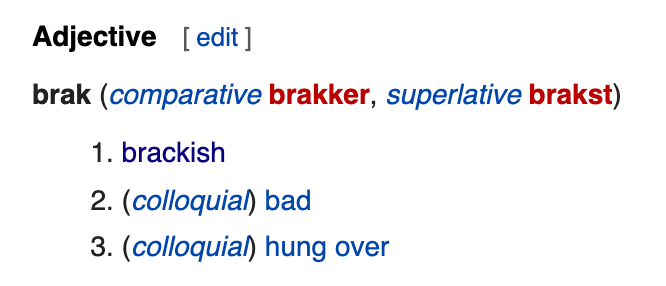 Adjective [ edit ]
brak (comparative brakker, superlative brakst)
1. brackish
2. (colloquial) bad
3. (colloquial) hung over